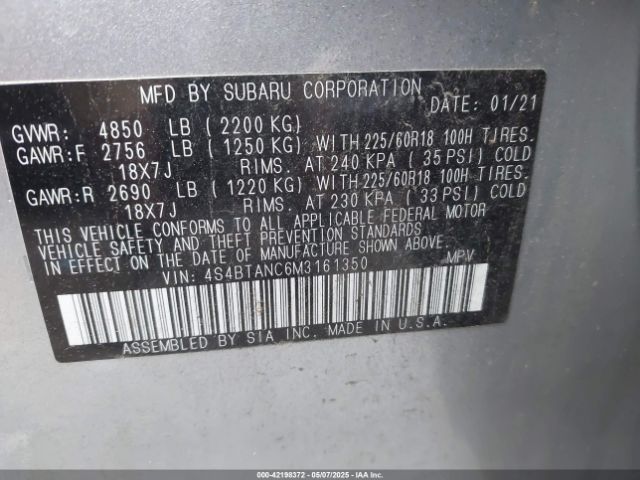 MFD BY SUBARU CORPORATION
DATE: 01/21
GVWR: 4850 LB ( 2200 KG)
GAWR:F 2756 LB ( 1250 KG) WITH 225/60R18 100H TIRES.
18X7J RIMS. AT 240 KPA ( 35 PSI) COLD
GAWR:R 2690 LB ( 1220 KG) WITH 225/60R18 100H TIRES.
18X7J RIMS. AT 230 KPA ( 33 PSI) COLD
THIS VEHICLE CONFORMS TO ALL APPLICABLE FEDERAL MOTOR
VEHICLE SAFETY AND THEFT PREVENTION STANDARDS
IN EFFECT ON THE DATE OF MANUFACTURE SHOWN ABOVE.
VIN: 4S4BTANC6M3161350 MPV
ASSEMBLED BY SIA INC. MADE IN U.S.A.
000-42198372 - 05/07/2025 - IAAI.com